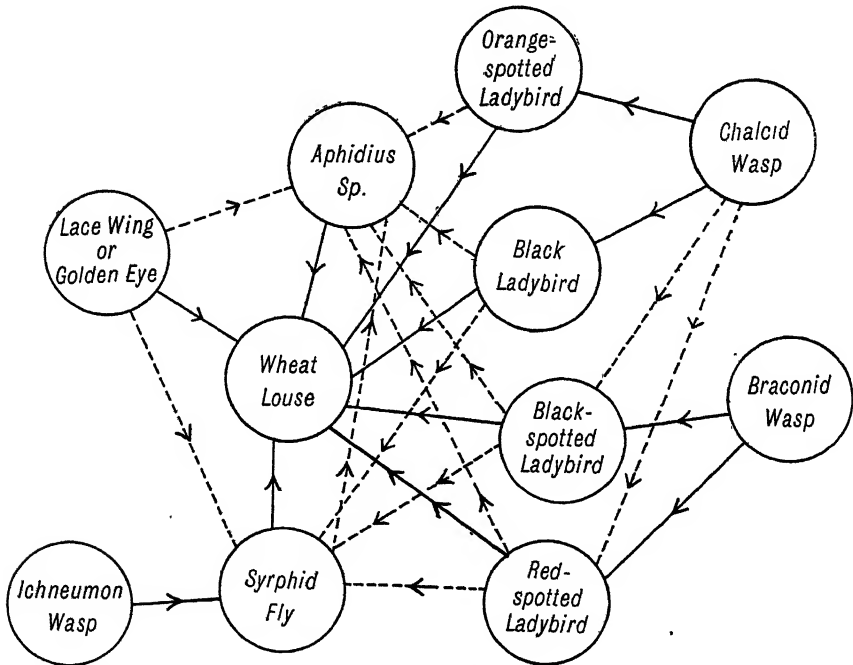 Orange-
spotted
Ladybird
Chalcid
Wasp
Aphidius
Sp.
Lace Wing
or
Golden Eye
Black
Ladybird
Wheat
Louse
Braconid
Wasp
Black-
spotted
Ladybird
Syrphid
Fly
Red-
spotted
Ladybird
Ichneumon
Wasp